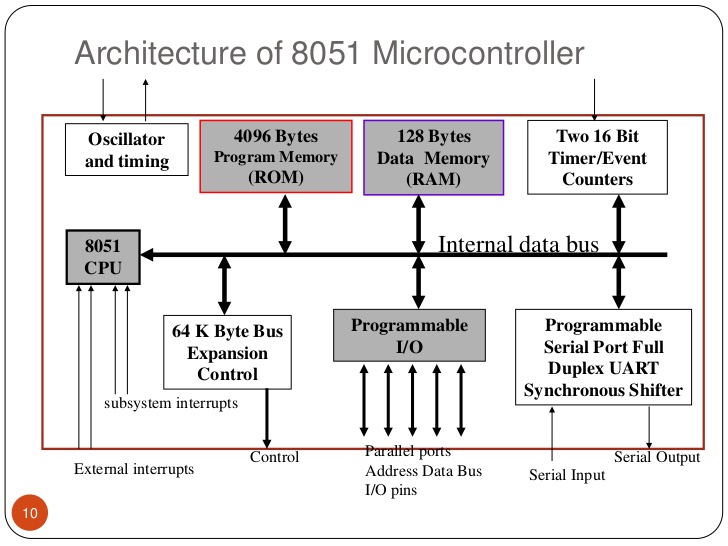 Architecture of 8051 Microcontroller
Oscillator
and timing
4096 Bytes
Program Memory
(ROM)
128 Bytes
Data Memory
(RAM)
Two 16 Bit
Timer/Event
Counters
8051
CPU
Internal data bus
64 K Byte Bus
Expansion
Control
Programmable
I/O
Programmable
Serial Port Full
Duplex UART
Synchronous Shifter
subsystem interrupts
External interrupts
Control
Parallel ports
Address Data Bus
I/O pins
Serial Input
Serial Output
10